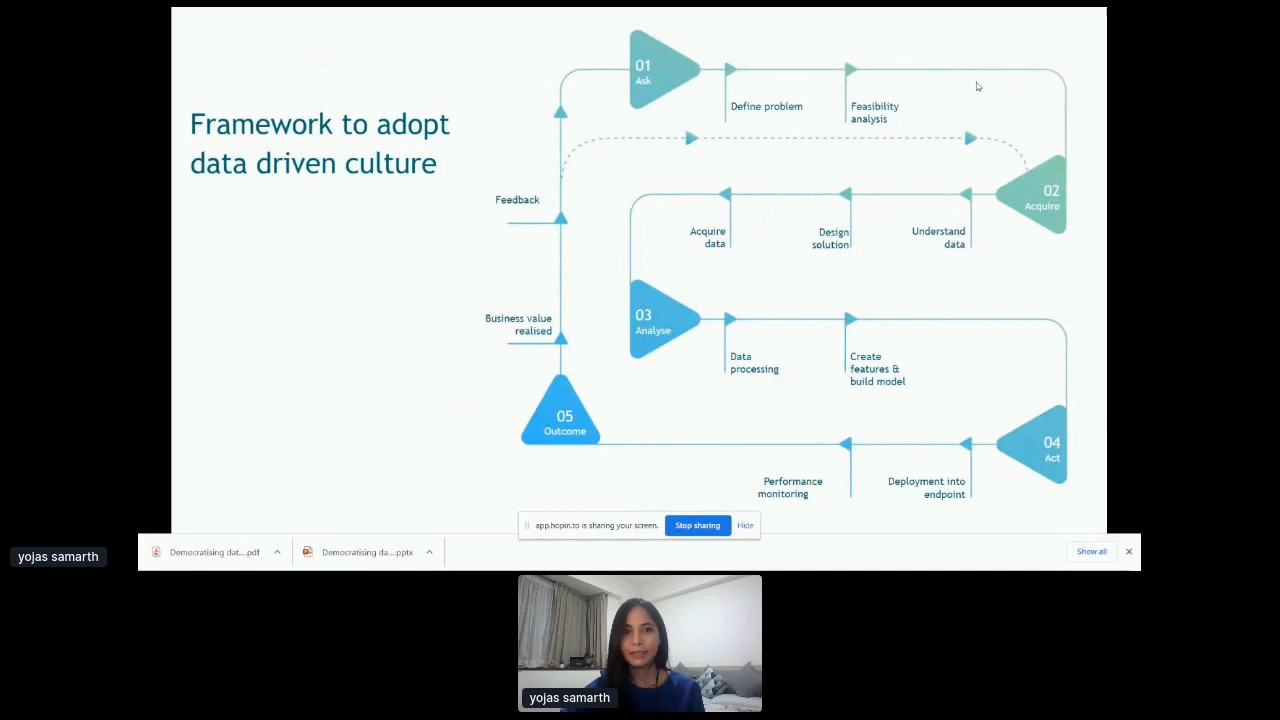 Framework to adopt
data driven culture
01
Ask
Define problem
Feasibility
analysis
02
Acquire
Understand
data
Design
solution
Acquire
data
03
Analyse
Data
processing
Create
features &
build model
04
Act
Deployment into
endpoint
Performance
monitoring
05
Outcome
Business value
realised
Feedback
app.hopin.to is sharing your screen.
Stop sharing
Hide
Democratising dat....pdf
Democratising da....pptx
Show all
yojas samarth
yojas samarth